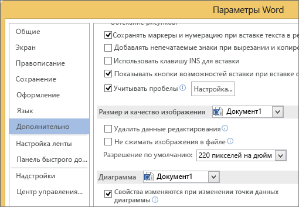 Параметры Word
Общие
Экран
Правописание
Сохранение
Оформление
Язык
Дополнительно
Настройка ленты
Панель быстрого до...
Надстройки
Центр управления...
Сохранять маркеры и нумерацию при вставке текста в ре
Добавлять непечатаемые знаки при вырезании и копиро
Использовать клавишу INS для вставки
Показывать кнопки возможностей вставки при вставке с
Учитывать пробелы
Настройка...
Размер и качество изображения
Документ1
Удалить данные редактирования
Не сжимать изображения в файле
Разрешение по умолчанию:
220 пикселей на дюйм
Диаграмма
Документ1
Свойства изменяются при изменении точки данных
диаграммы